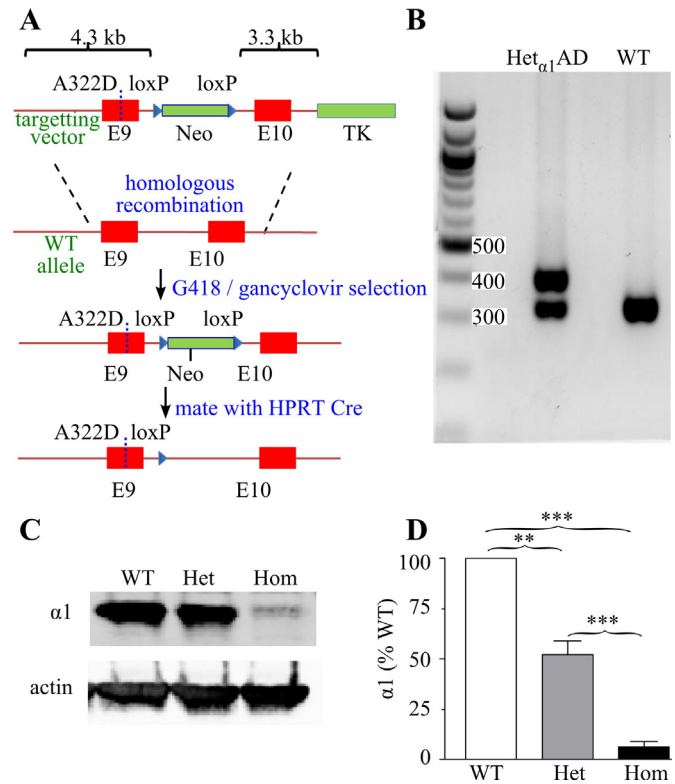 A
4.3 kb
3.3 kb
A322D loxP loxP
targetting vector
E9 Neo E10 TK
homologous recombination
WT allele
E9 E10
G418 / gancyclovir selection
A322D loxP loxP
E9 Neo E10
mate with HPRT Cre
A322D loxP
E9 E10
B
Hetα1AD WT
500
400
300
C
WT Het Hom
α1
actin
D
***
**
***
α1 (% WT)
100
75
50
25
0
WT Het Hom